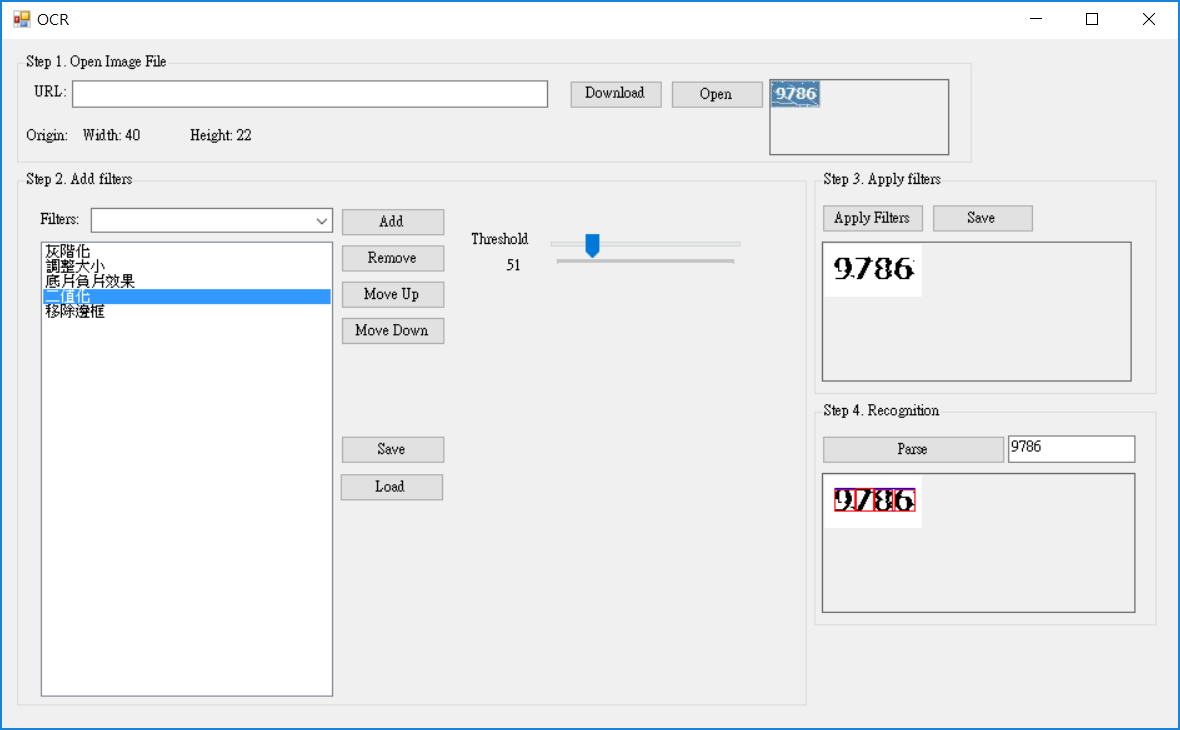 OCR
Step 1. Open Image File
URL:
Download
Open
9786
Origin: Width: 40 Height: 22
Step 2. Add filters
Filters:
Add
Remove
Move Up
Move Down
灰階化
調整大小
底片負片效果
二值化
移除邊框
Threshold
51
Save
Load
Step 3. Apply filters
Apply Filters
Save
9786
Step 4. Recognition
Parse
9786
9786